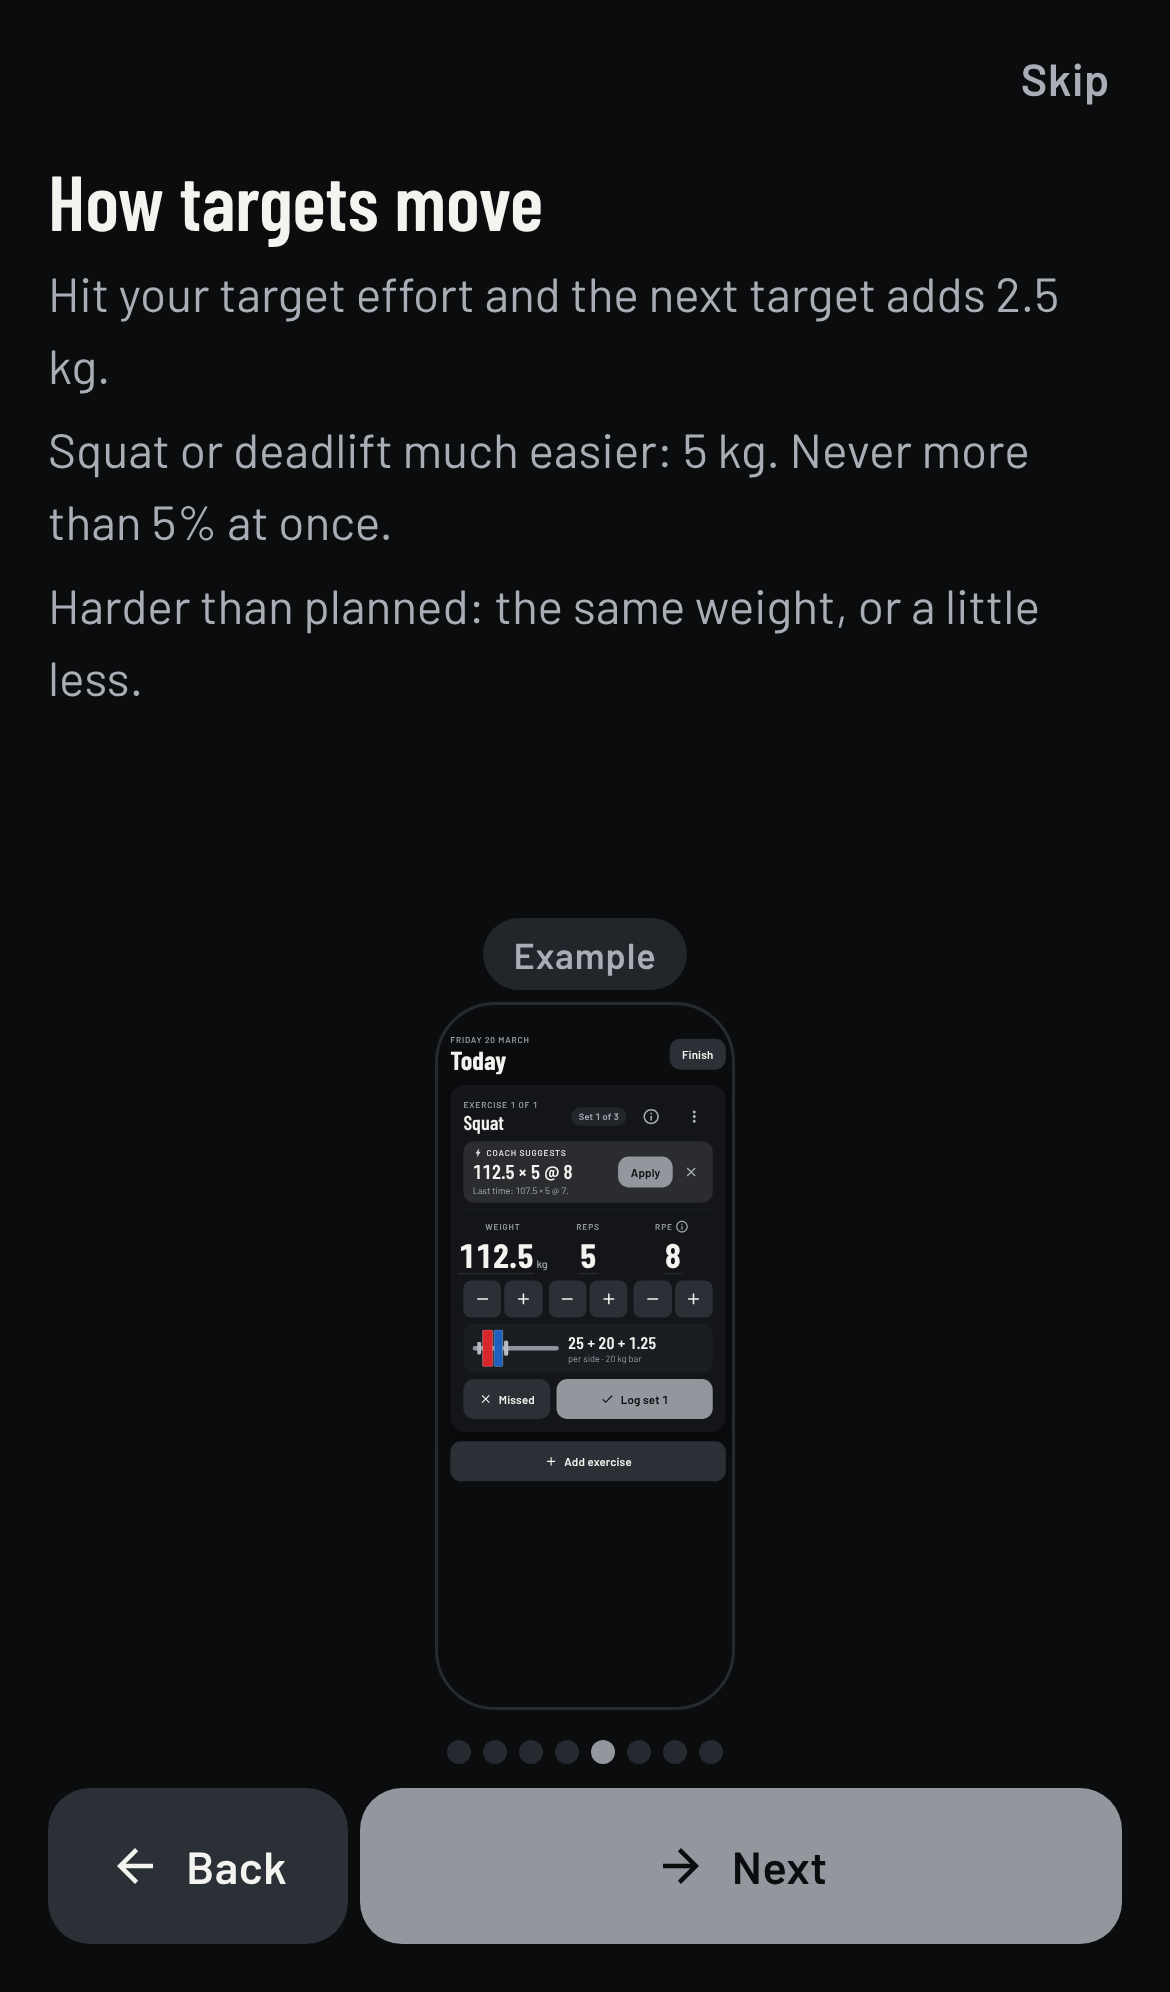 Skip
How targets move
Hit your target effort and the next target adds 2.5
kg.
Squat or deadlift much easier: 5 kg. Never more
than 5% at once.
Harder than planned: the same weight, or a little
less.
Example
FRIDAY 20 MARCH
Today
Finish
EXERCISE 1 OF 1
Squat
Set 1 of 3
COACH SUGGESTS
112.5 × 5 @ 8
Last time: 107.5 × 5 @ 7.
Apply
WEIGHT REPS RPE
112.5 kg 5 8
25 + 20 + 1.25
per side · 20 kg bar
Missed
Log set 1
Add exercise
Back
Next